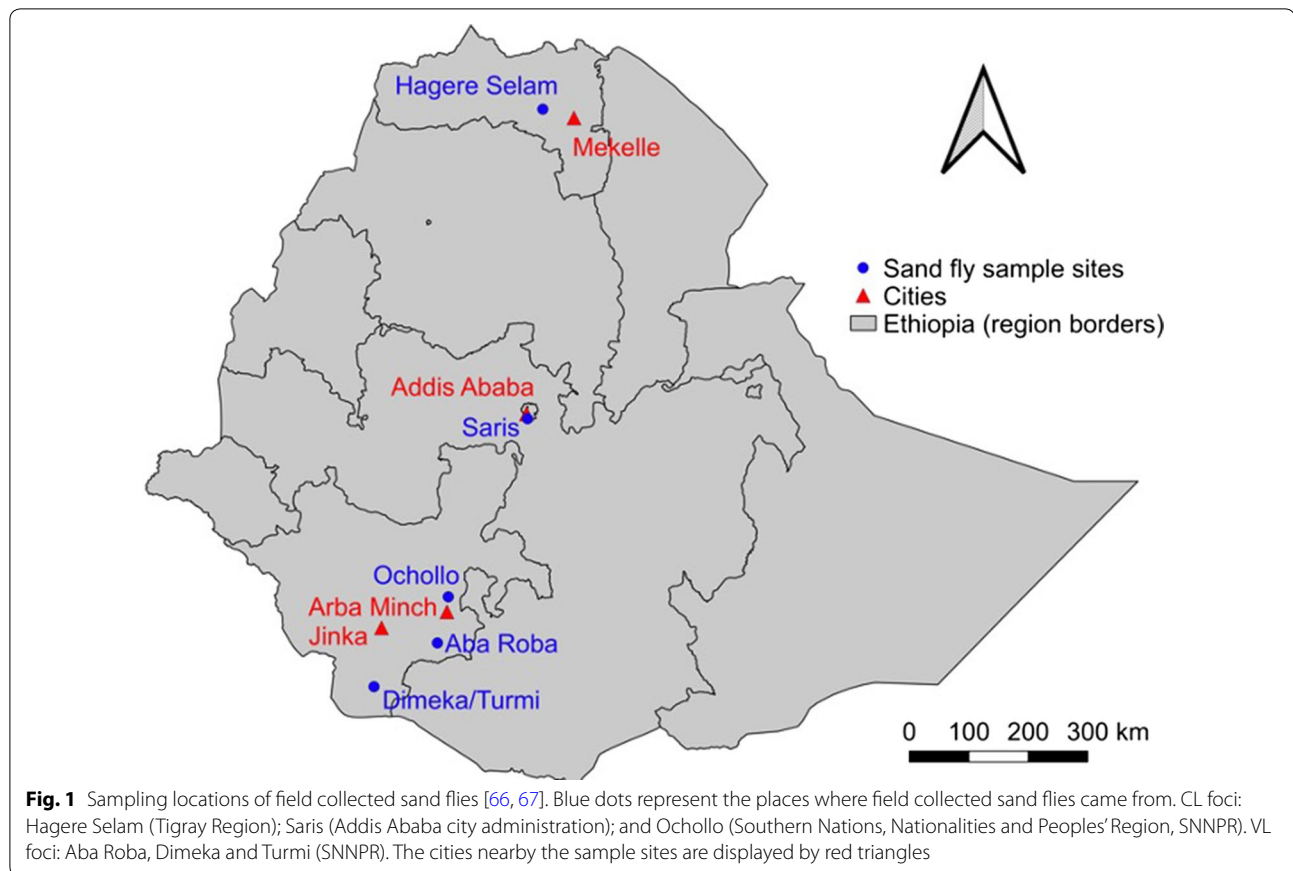 Hagere Selam
Mekelle
Sand fly sample sites
Cities
Ethiopia (region borders)
Addis Ababa
Saris
Ochollo
Arba Minch
Jinka
Aba Roba
Dimeka/Turmi
0 100 200 300 km
Fig. 1 Sampling locations of field collected sand flies [66, 67]. Blue dots represent the places where field collected sand flies came from. CL foci:
Hagere Selam (Tigray Region); Saris (Addis Ababa city administration); and Ochollo (Southern Nations, Nationalities and Peoples’ Region, SNNPR). VL
foci: Aba Roba, Dimeka and Turmi (SNNPR). The cities nearby the sample sites are displayed by red triangles